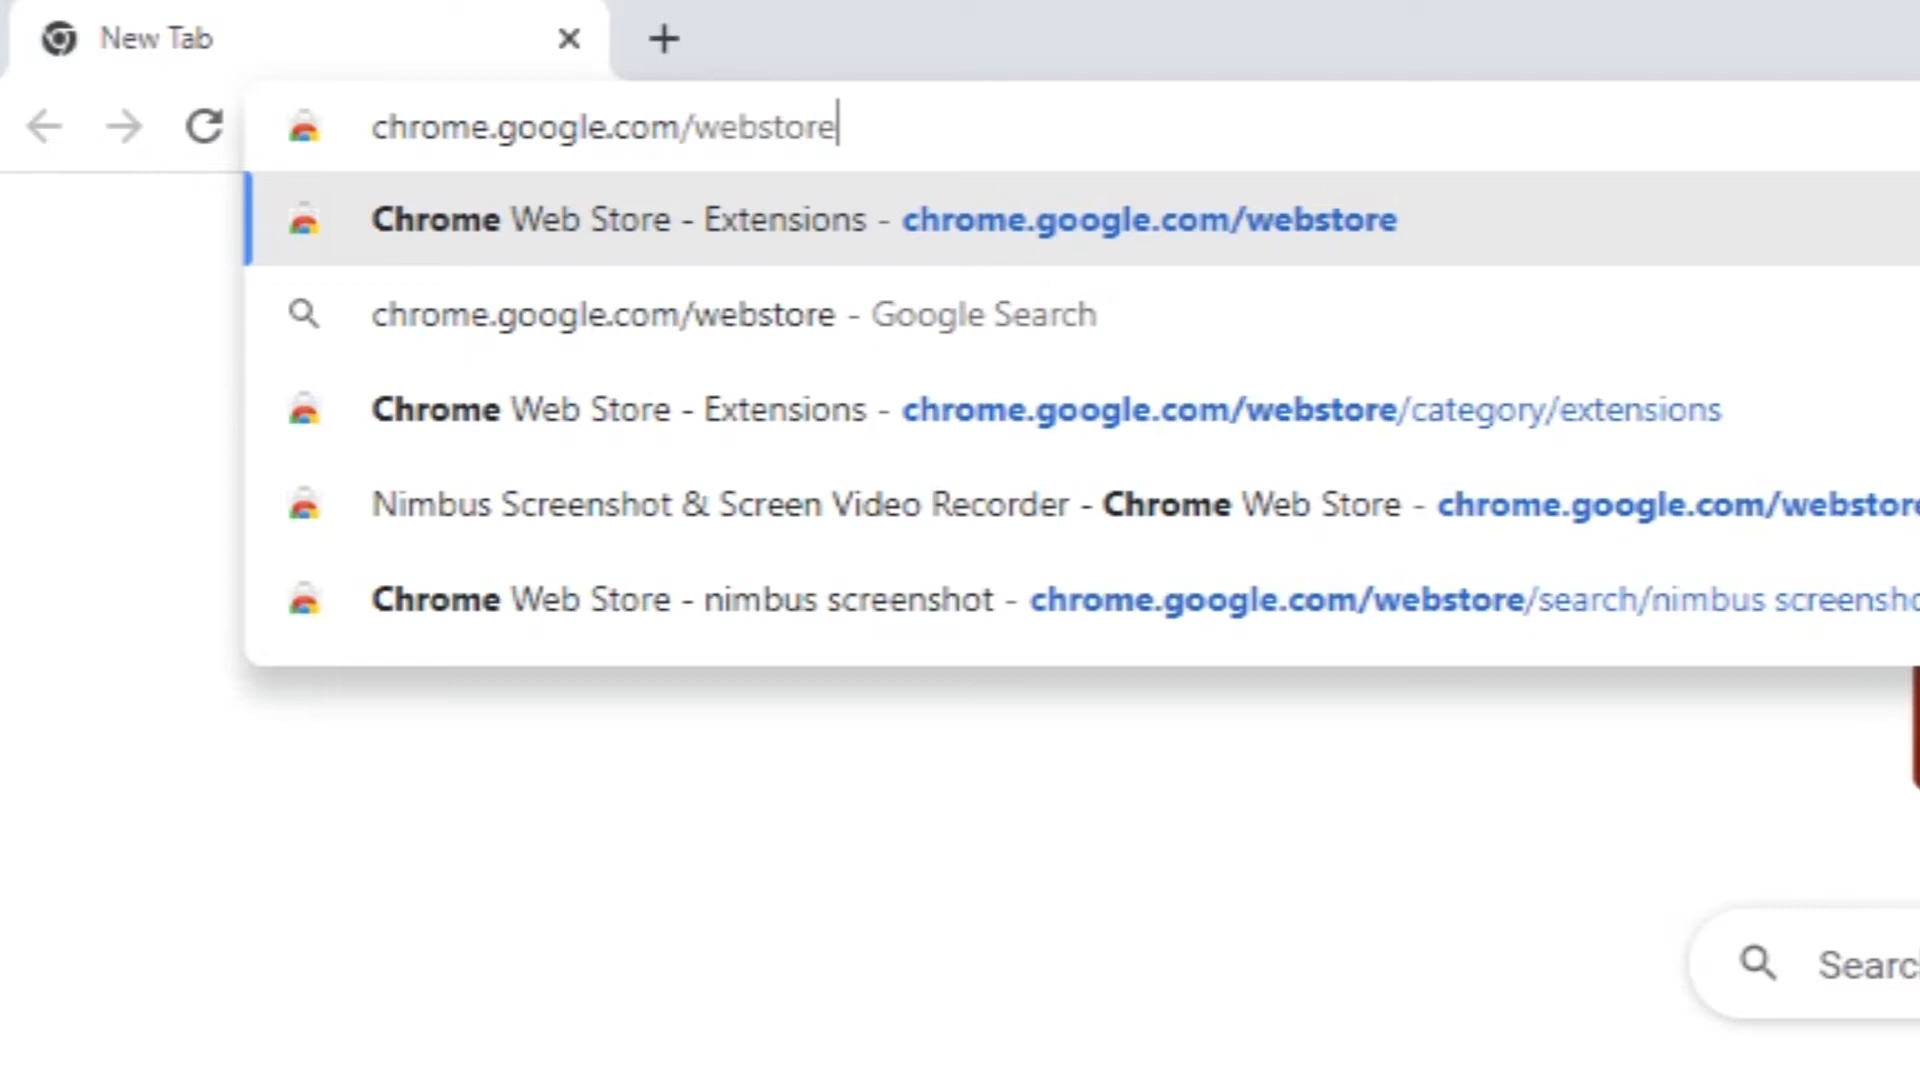 New Tab
chrome.google.com/webstore
Chrome Web Store - Extensions - chrome.google.com/webstore
chrome.google.com/webstore - Google Search
Chrome Web Store - Extensions - chrome.google.com/webstore/category/extensions
Nimbus Screenshot & Screen Video Recorder - Chrome Web Store - chrome.google.com/webstore
Chrome Web Store - nimbus screenshot - chrome.google.com/webstore/search/nimbus screensho
Searc